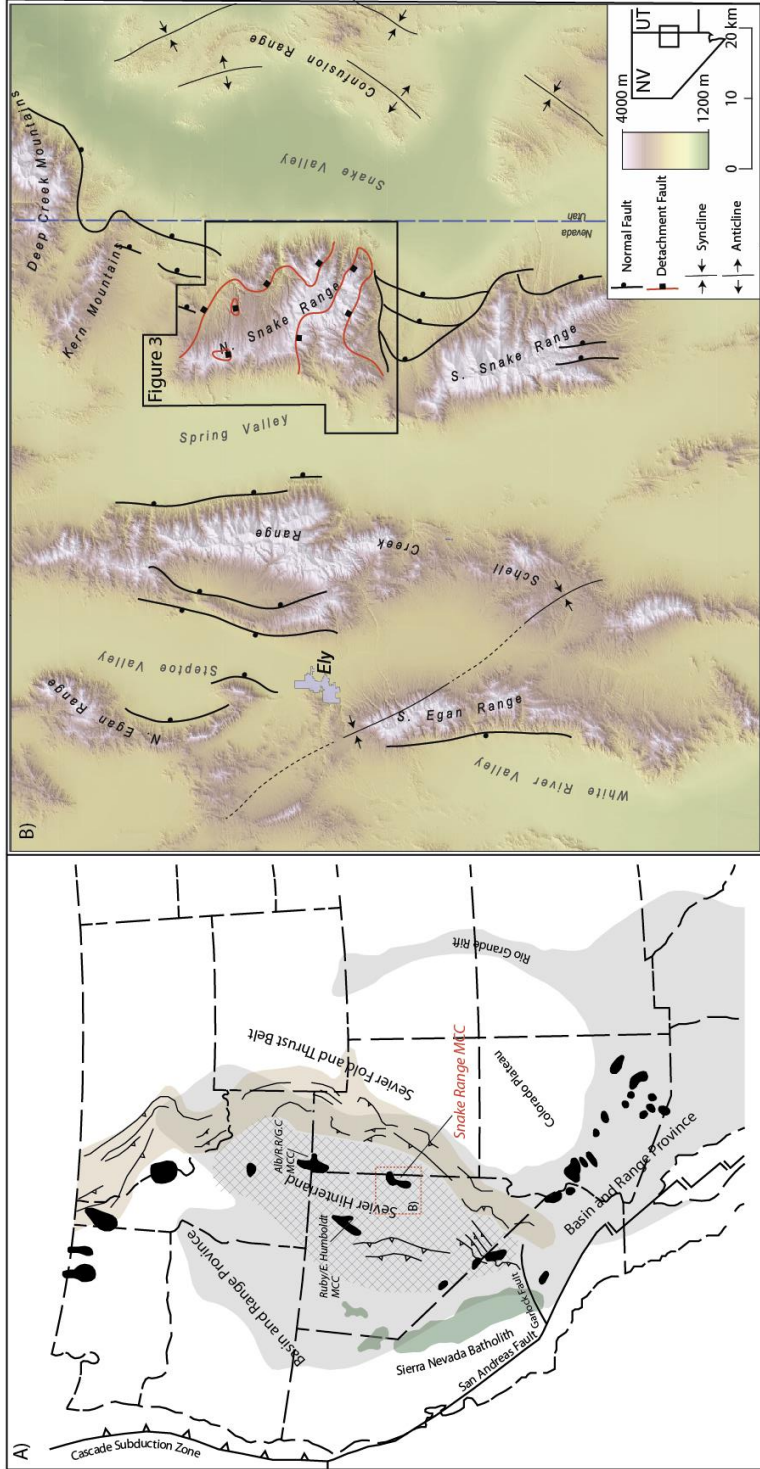 A)
Cascade Subduction Zone
Basin and Range Province
Sevier Fold and Thrust Belt
Alb/R.R/G.C
MCC
Ruby/E. Humboldt
MCC
Sevier Hinterland
B)
Snake Range MCC
Sierra Nevada Batholith
San Andreas Fault
Garlock Fault
Colorado Plateau
Rio Grande Rift
Basin and Range Province
B)
Deep Creek Mountains
Kern Mountains
Confusion Range
Snake Valley
Utah
Nevada
Figure 3
N. Snake Range
S. Snake Range
Spring Valley
Schell Creek Range
Steptoe Valley
N. Egan Range
Ely
S. Egan Range
White River Valley
Normal Fault
Detachment Fault
Syncline
Anticline
4000 m
1200 m
NV
UT
0 10 20 km